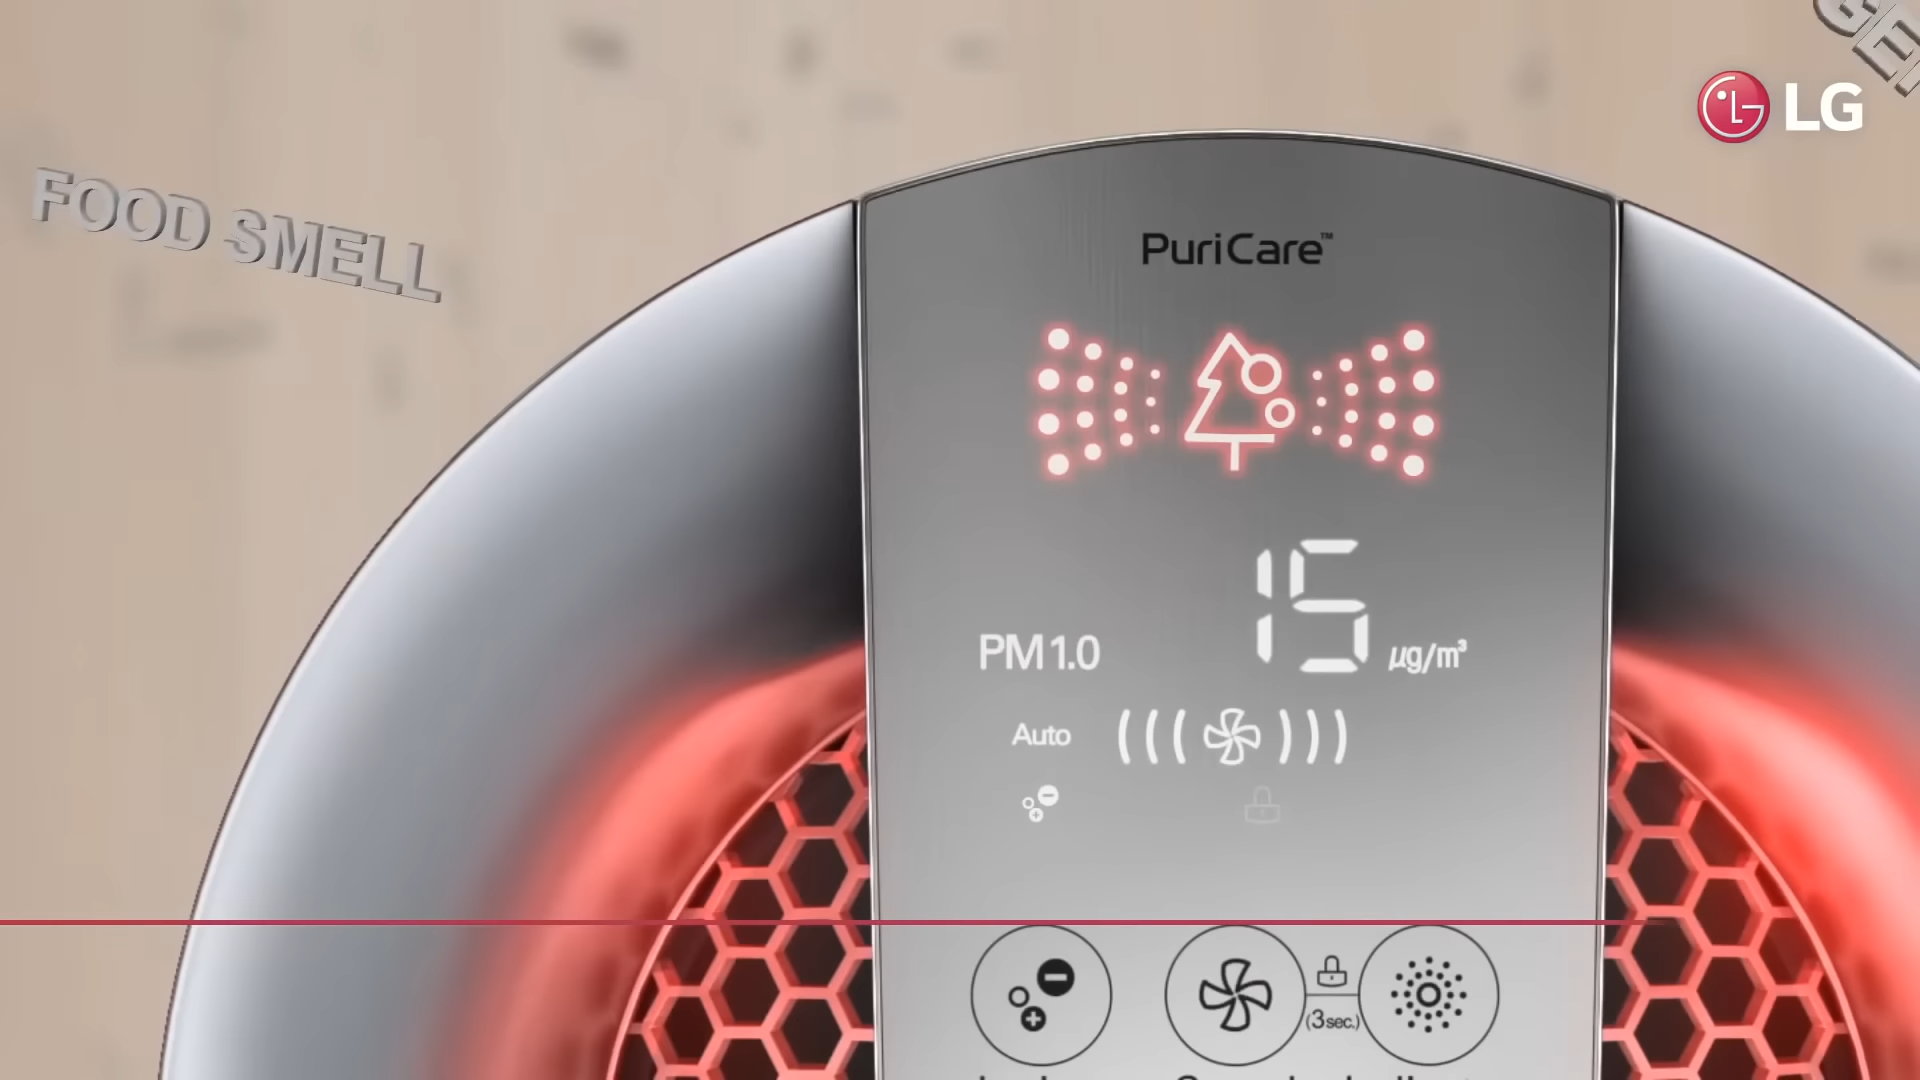 LG
FOOD SMELL
PuriCare™
15
PM1.0
µg/m³
Auto
(3sec.)